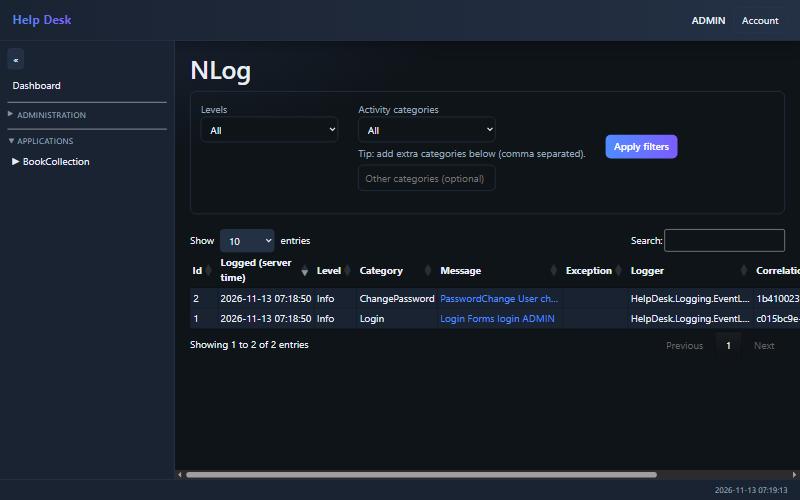 Help Desk
ADMIN
Account
«
Dashboard
ADMINISTRATION
APPLICATIONS
BookCollection
NLog
Levels
All
Activity categories
All
Tip: add extra categories below (comma separated).
Other categories (optional)
Apply filters
Show 10 entries
Search:
Id Logged (server time) Level Category Message Exception Logger Correlatio
2 2026-11-13 07:18:50 Info ChangePassword PasswordChange User ch... HelpDesk.Logging.EventL... 1b410023
1 2026-11-13 07:18:50 Info Login Login Forms login ADMIN HelpDesk.Logging.EventL... c015bc9e-
Showing 1 to 2 of 2 entries
Previous 1 Next
2026-11-13 07:19:13